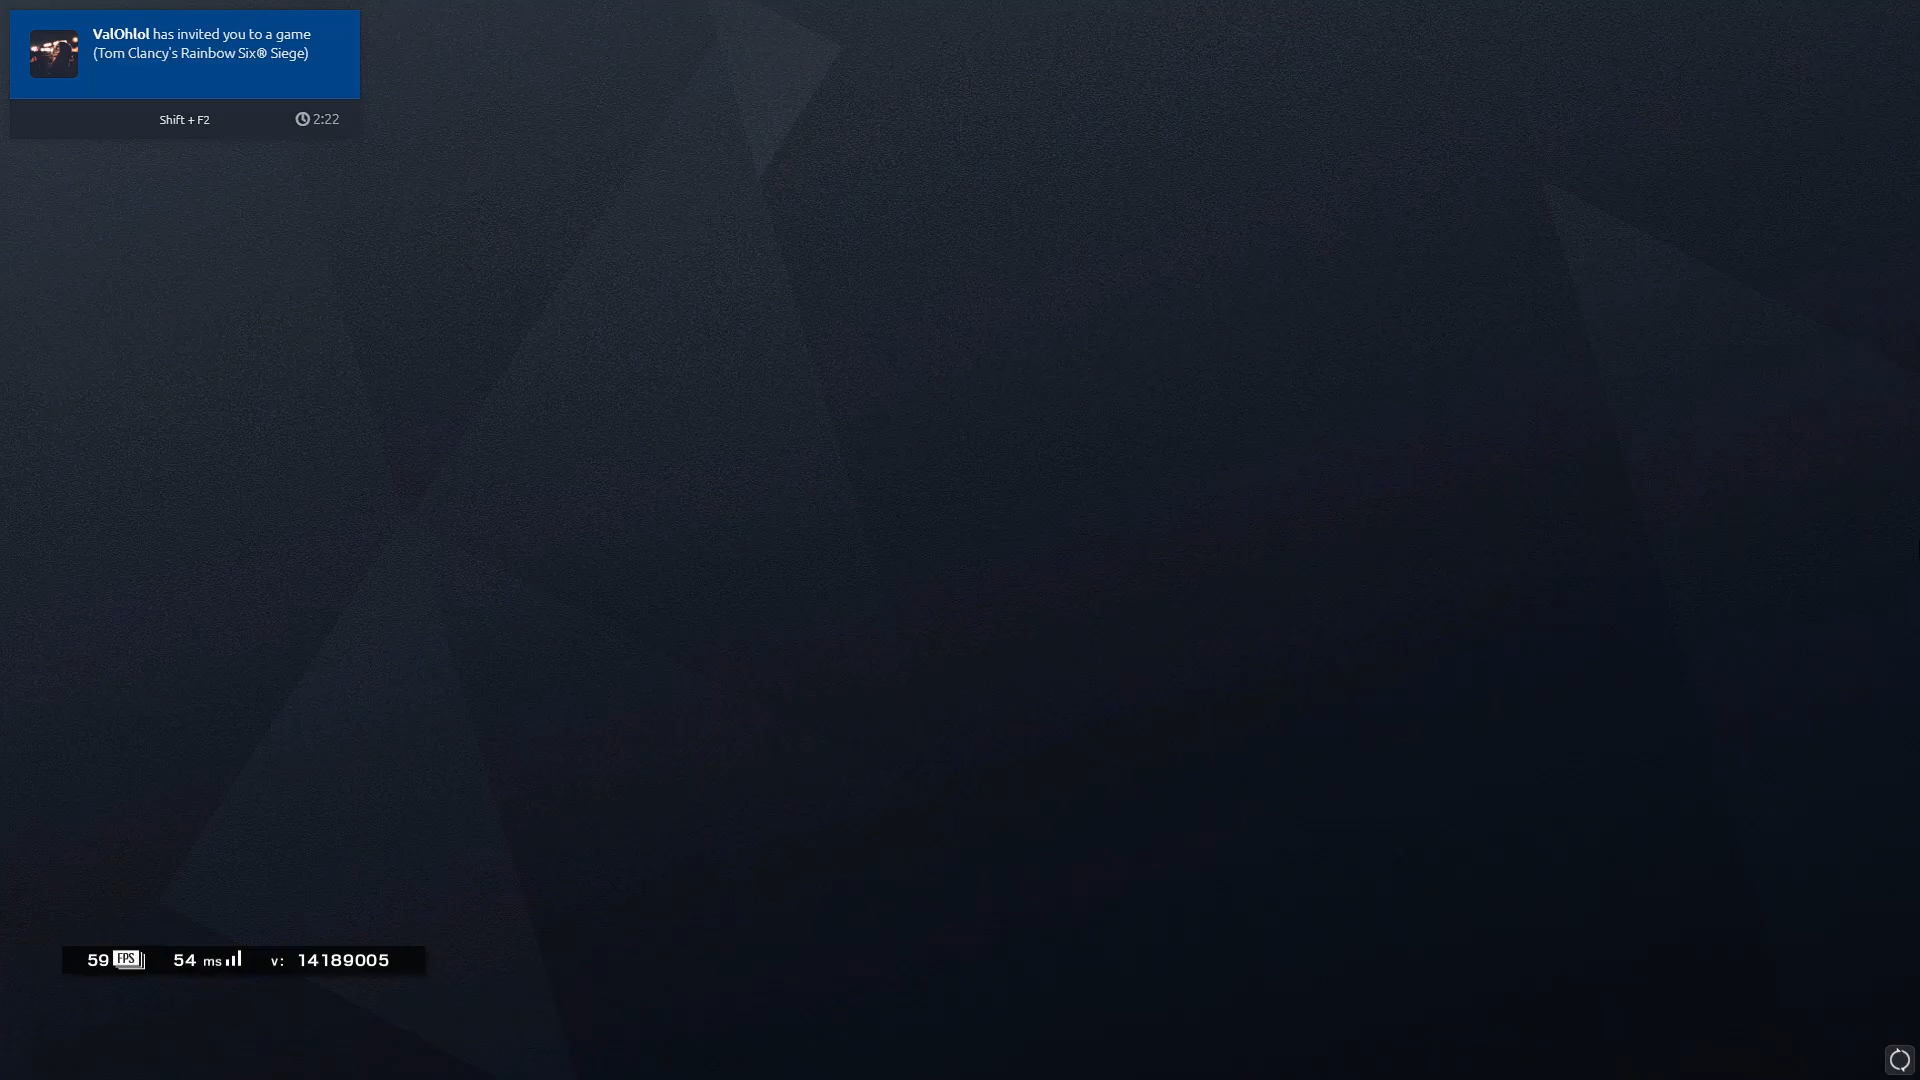 ValOhlol has invited you to a game
(Tom Clancy's Rainbow Six® Siege)
Shift + F2
2:22
59 FPS 54 ms v: 14189005